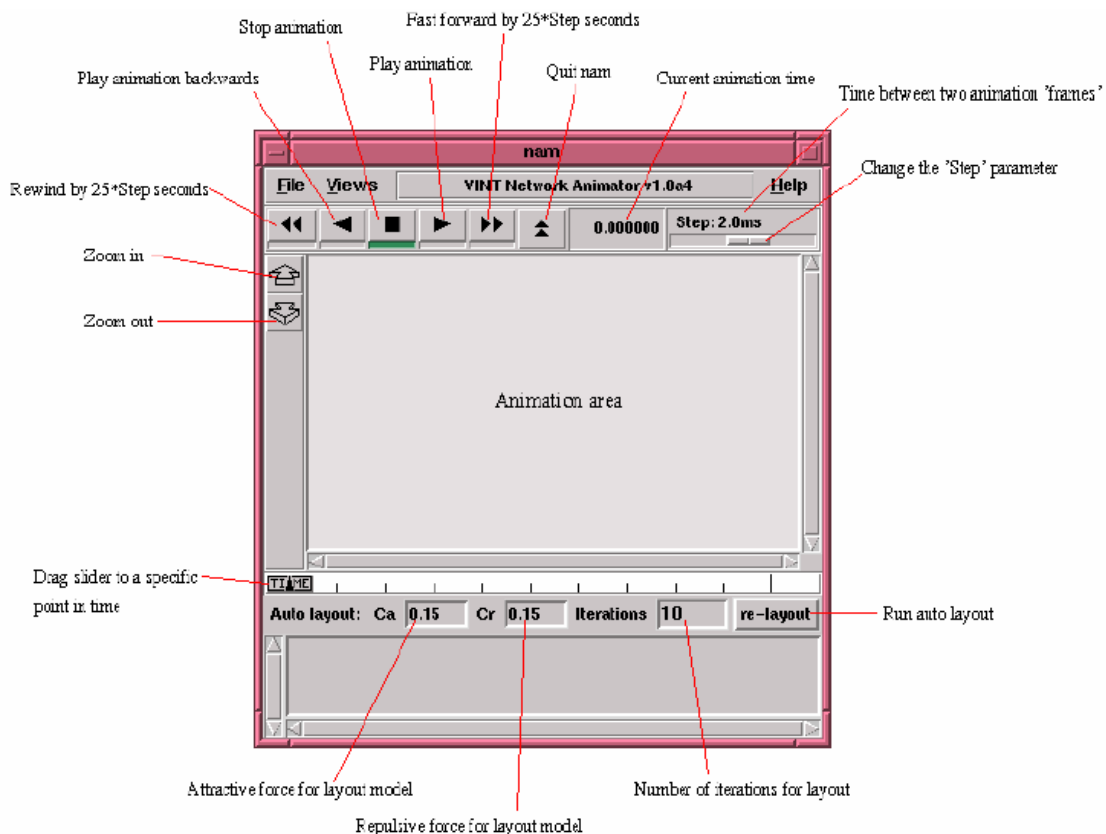 Fast forward by 25*Step seconds
Stop animation
Play animation
Quit nam
Play animation backwards
Current animation time
Time between two animation 'frames'
nam
Change the 'Step' parameter
File Views VINT Network Animator v1.0a4 Help
Rewind by 25*Step seconds
0.000000
Step: 2.0ms
Zoom in
Zoom out
Animation area
Drag slider to a specific
point in time
TIME
Auto layout: Ca 0.15 Cr 0.15 Iterations 10 re-layout
Run auto layout
Attractive force for layout model
Number of iterations for layout
Repulsive force for layout model